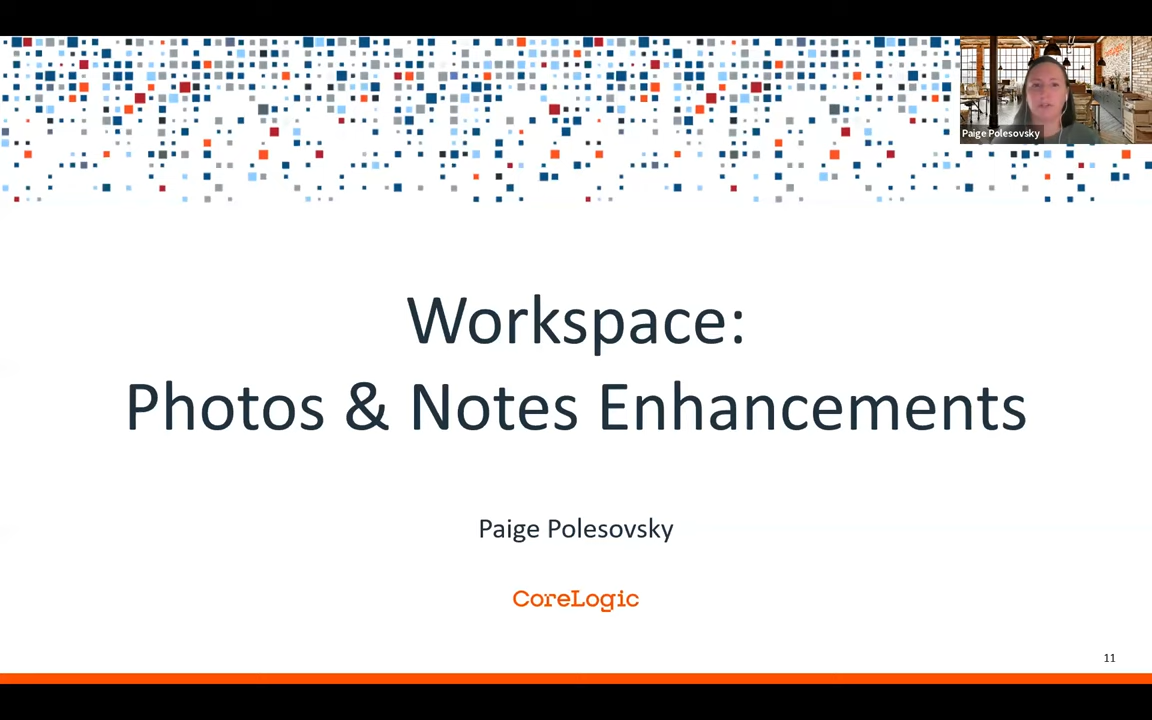 Paige Polesovsky
Workspace:
Photos & Notes Enhancements
Paige Polesovsky
CoreLogic
11